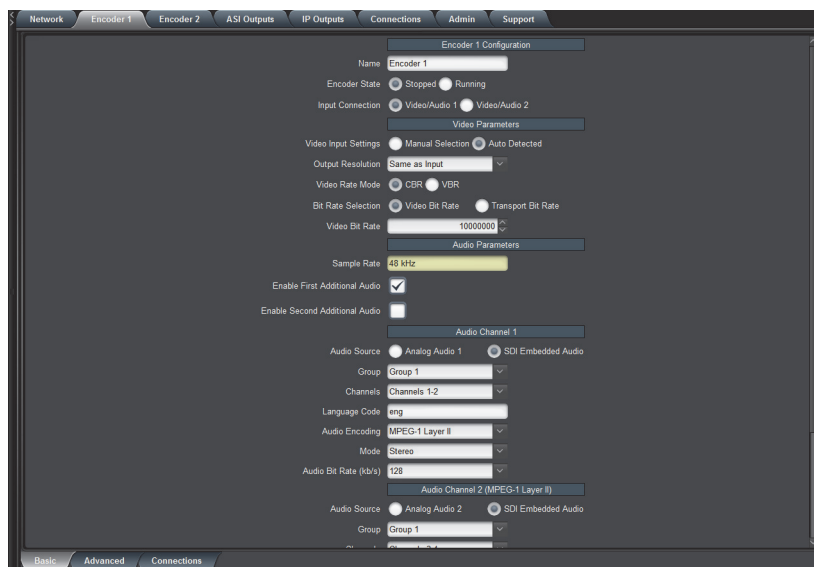 Network Encoder 1 Encoder 2 ASI Outputs IP Outputs Connections Admin Support
Encoder 1 Configuration
Name Encoder 1
Encoder State Stopped Running
Input Connection Video/Audio 1 Video/Audio 2
Video Parameters
Video Input Settings Manual Selection Auto Detected
Output Resolution Same as Input
Video Rate Mode CBR VBR
Bit Rate Selection Video Bit Rate Transport Bit Rate
Video Bit Rate 10000000
Audio Parameters
Sample Rate 48 kHz
Enable First Additional Audio
Enable Second Additional Audio
Audio Channel 1
Audio Source Analog Audio 1 SDI Embedded Audio
Group Group 1
Channels Channels 1-2
Language Code eng
Audio Encoding MPEG-1 Layer II
Mode Stereo
Audio Bit Rate (kb/s) 128
Audio Channel 2 (MPEG-1 Layer II)
Audio Source Analog Audio 2 SDI Embedded Audio
Group Group 1
Basic Advanced Connections